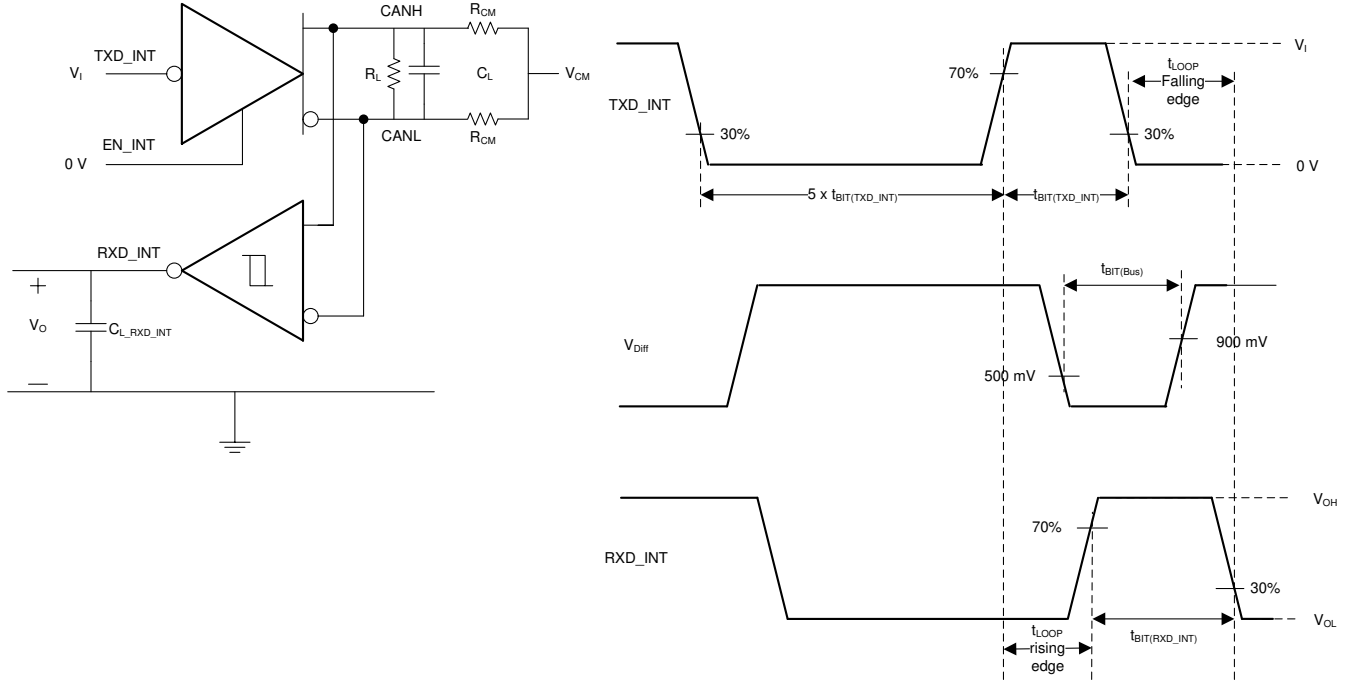 CANH
R_CM
TXD_INT
V_I
R_L
C_L
V_CM
EN_INT
0 V
CANL
R_CM
RXD_INT
+
V_O
C_L_RXD_INT
—
TXD_INT
30%
70%
V_I
t_LOOP
Falling
edge
30%
0 V
5 x t_BIT(TXD_INT)
t_BIT(TXD_INT)
V_Diff
t_BIT(Bus)
900 mV
500 mV
RXD_INT
V_OH
70%
30%
V_OL
t_LOOP
rising
edge
t_BIT(RXD_INT)